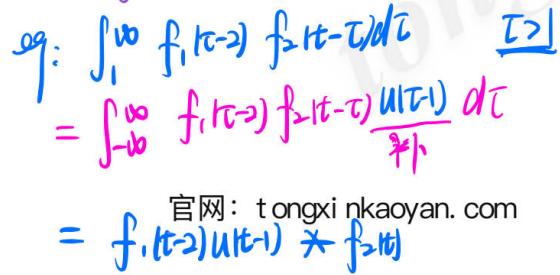 eg: ∫₁^∞ f₁(τ-2) f₂(t-τ)dτ τ>1
= ∫_{-∞}^{∞} f₁(τ-2) f₂(t-τ) u(τ-1) dτ
补
官网：tongxinkaoyan.com
= f₁(t-2)u(t-1) * f₂(t)